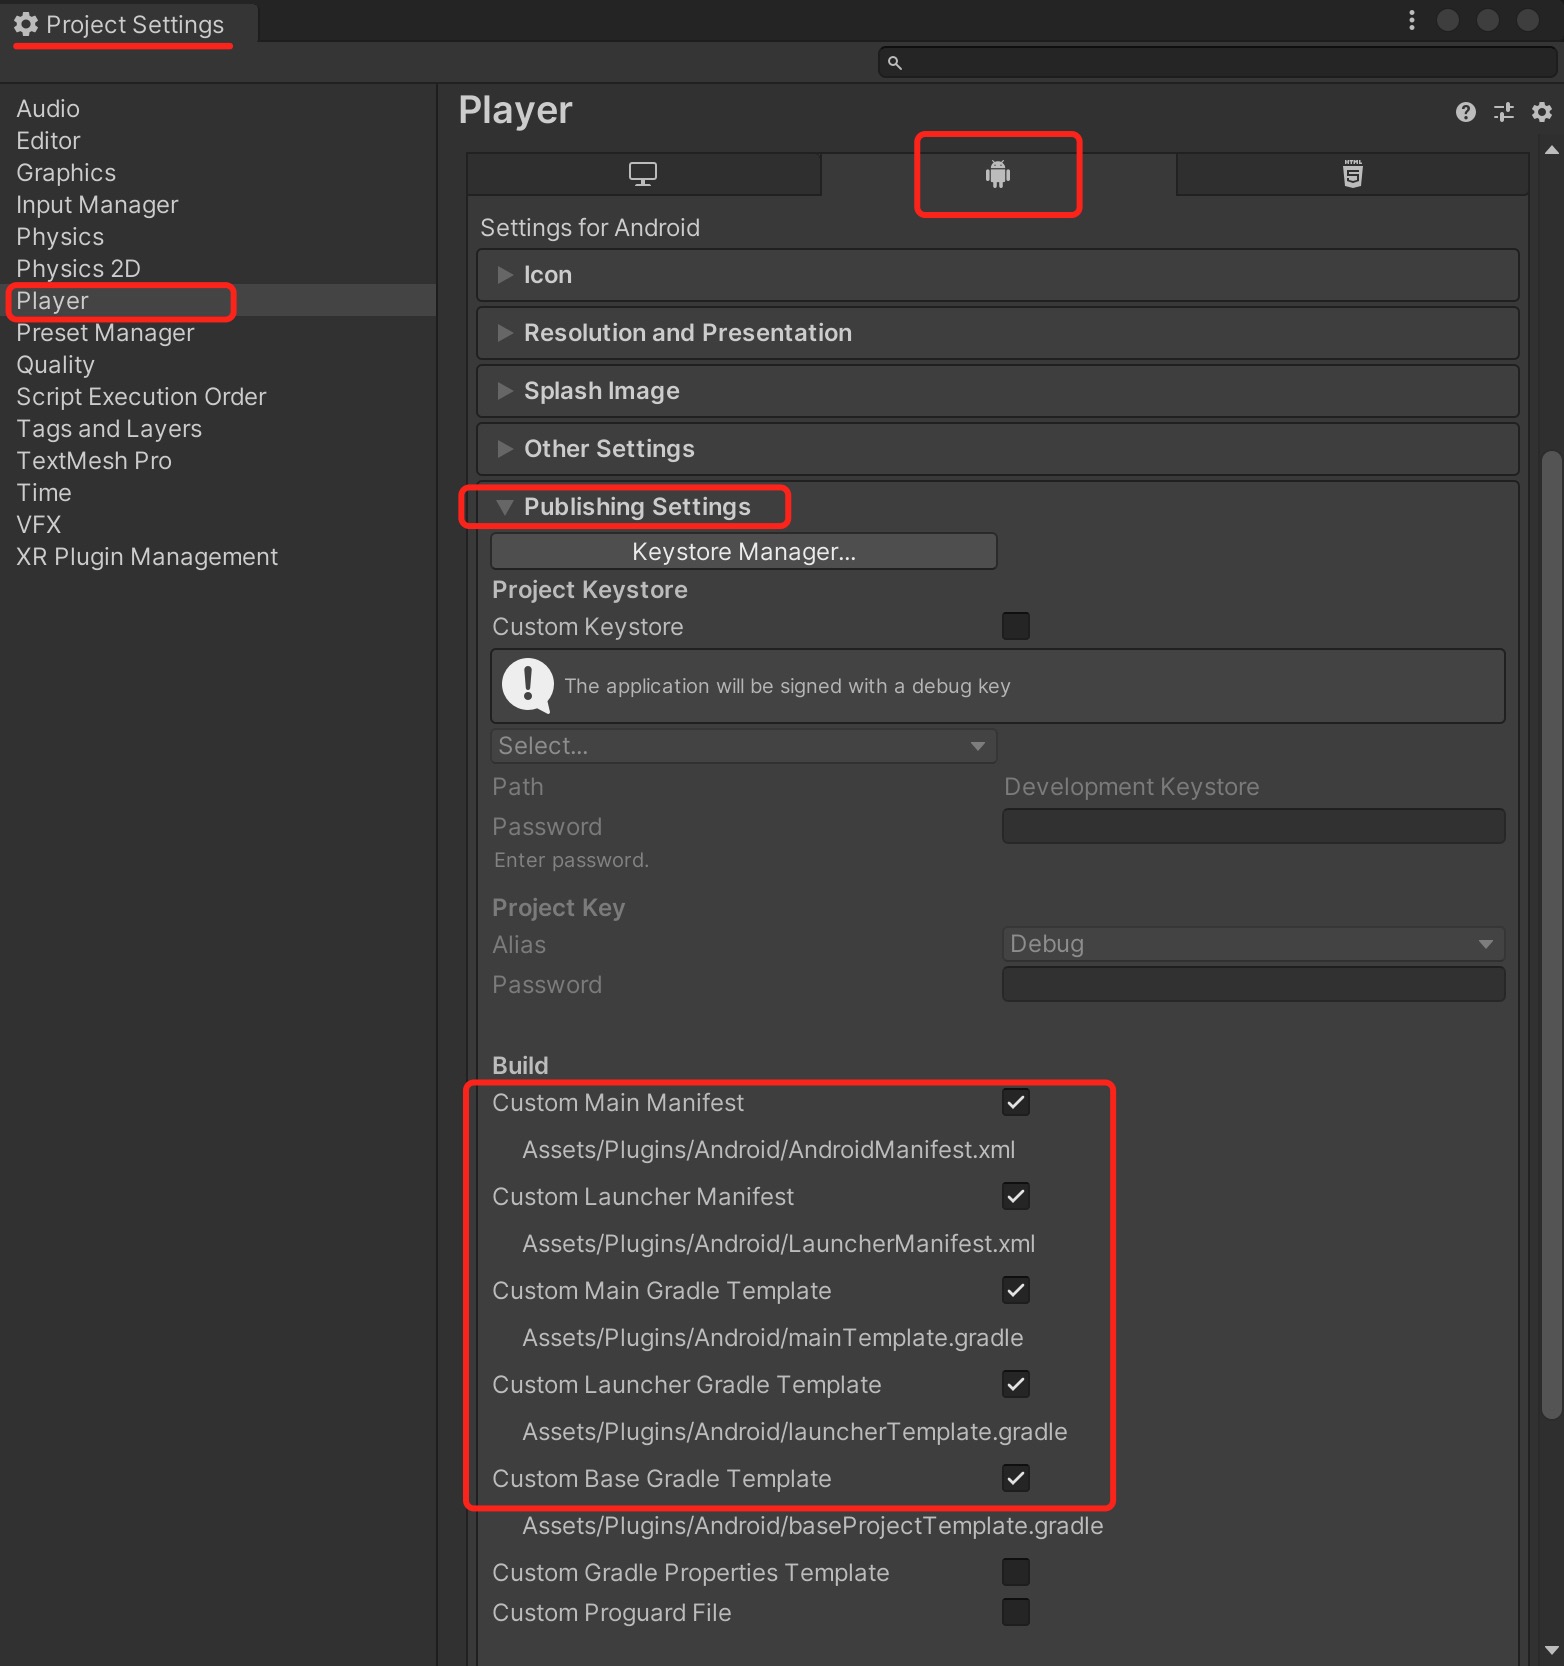 Project Settings
Audio
Editor
Graphics
Input Manager
Physics
Physics 2D
Player
Preset Manager
Quality
Script Execution Order
Tags and Layers
TextMesh Pro
Time
VFX
XR Plugin Management
Player
HTML
5
Settings for Android
Icon
Resolution and Presentation
Splash Image
Other Settings
Publishing Settings
Keystore Manager...
Project Keystore
Custom Keystore
The application will be signed with a debug key
Select...
Path Development Keystore
Password
Enter password.
Project Key
Alias Debug
Password
Build
Custom Main Manifest
Assets/Plugins/Android/AndroidManifest.xml
Custom Launcher Manifest
Assets/Plugins/Android/LauncherManifest.xml
Custom Main Gradle Template
Assets/Plugins/Android/mainTemplate.gradle
Custom Launcher Gradle Template
Assets/Plugins/Android/launcherTemplate.gradle
Custom Base Gradle Template
Assets/Plugins/Android/baseProjectTemplate.gradle
Custom Gradle Properties Template
Custom Proguard File